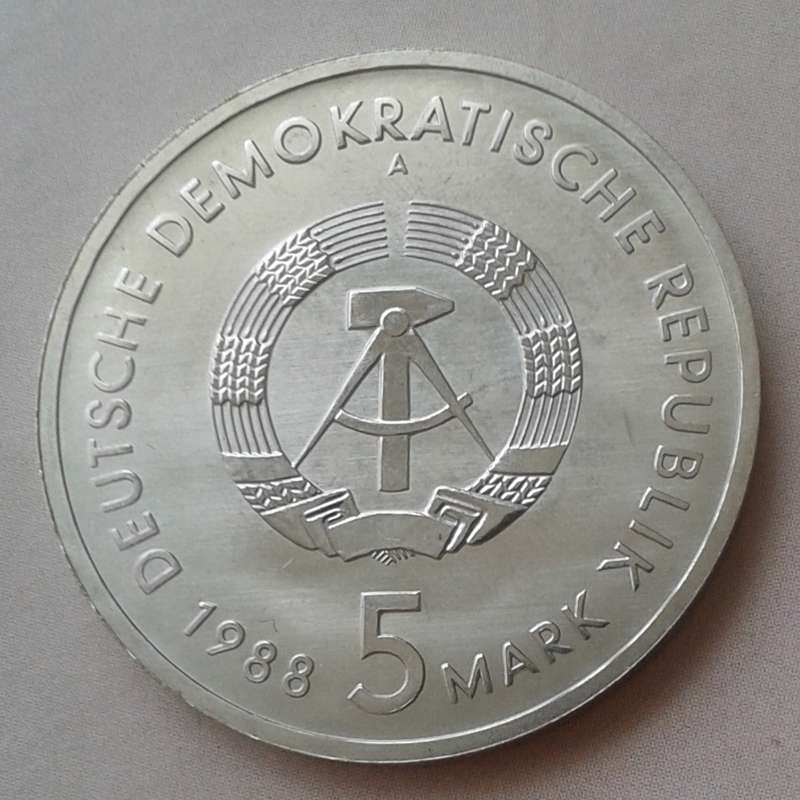 DEUTSCHE DEMOKRATISCHE REPUBLIK
A
1988 5 MARK